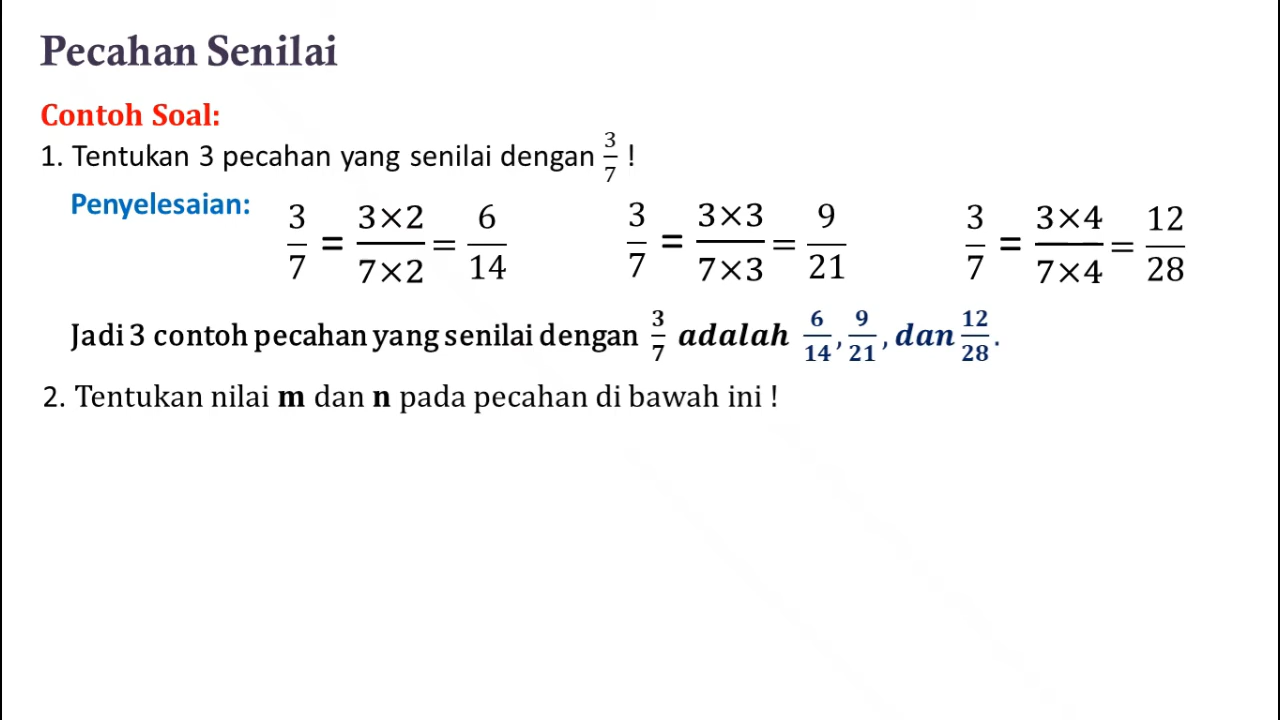 Pecahan Senilai
Contoh Soal:
1. Tentukan 3 pecahan yang senilai dengan 3/7 !
Penyelesaian: 3/7 = 3×2/7×2 = 6/14 3/7 = 3×3/7×3 = 9/21 3/7 = 3×4/7×4 = 12/28
Jadi 3 contoh pecahan yang senilai dengan 3/7 adalah 6/14, 9/21, dan 12/28.
2. Tentukan nilai m dan n pada pecahan di bawah ini !